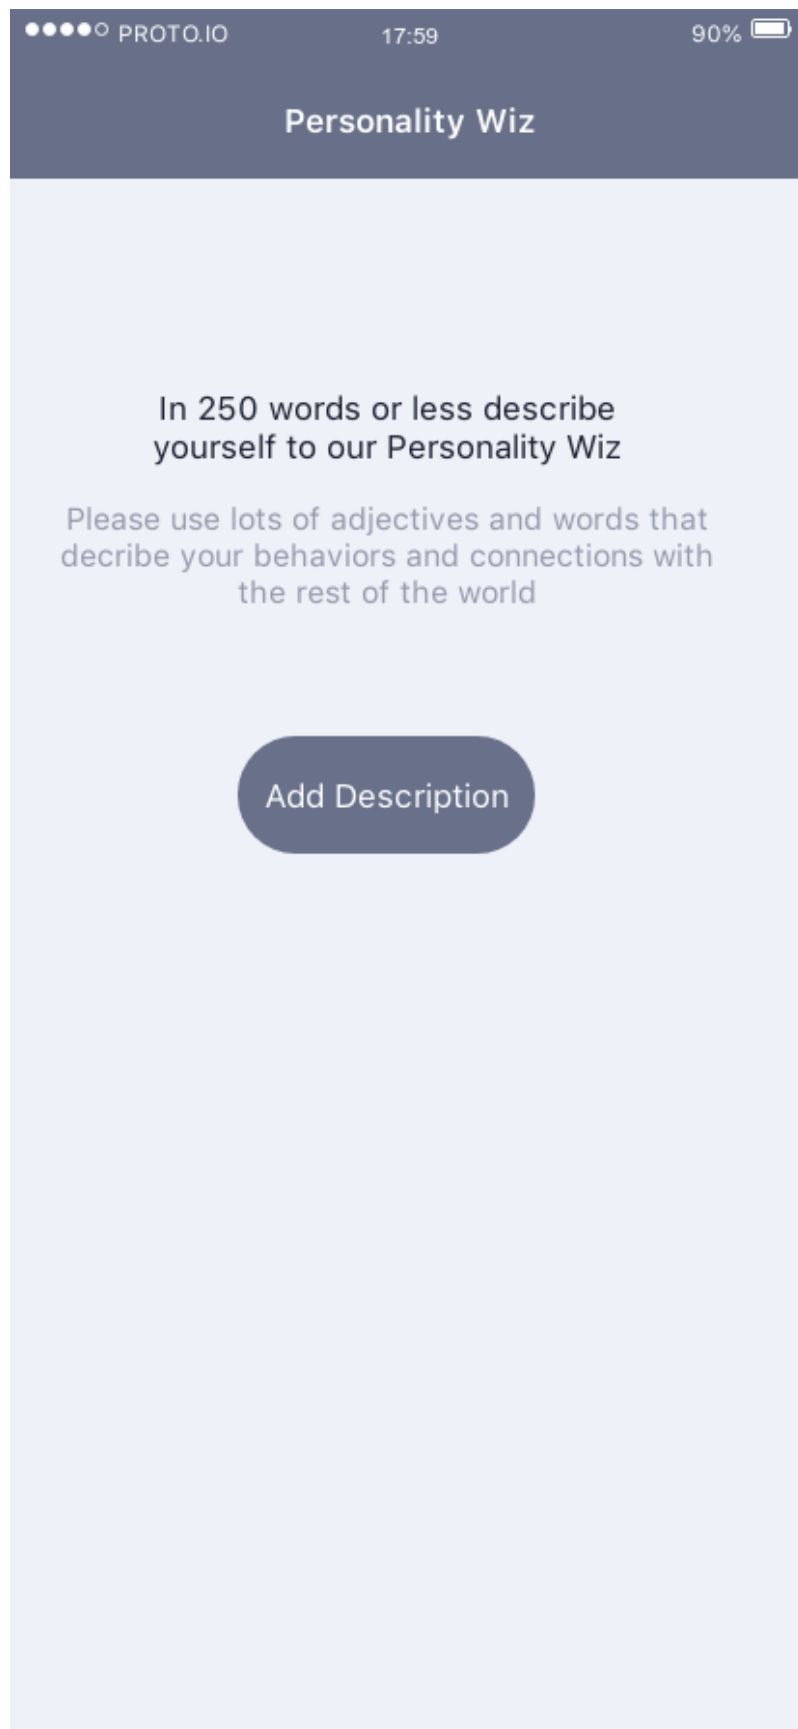 PROTO.IO 17:59 90%
Personality Wiz
In 250 words or less describe
yourself to our Personality Wiz
Please use lots of adjectives and words that
decribe your behaviors and connections with
the rest of the world
Add Description